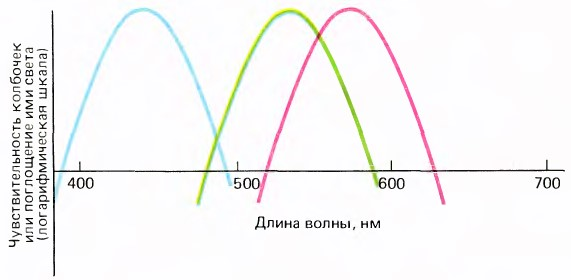 Чувствительность колбочек
или поглощение ими света
(логарифмическая шкала)
400
500
600
700
Длина волны, нм